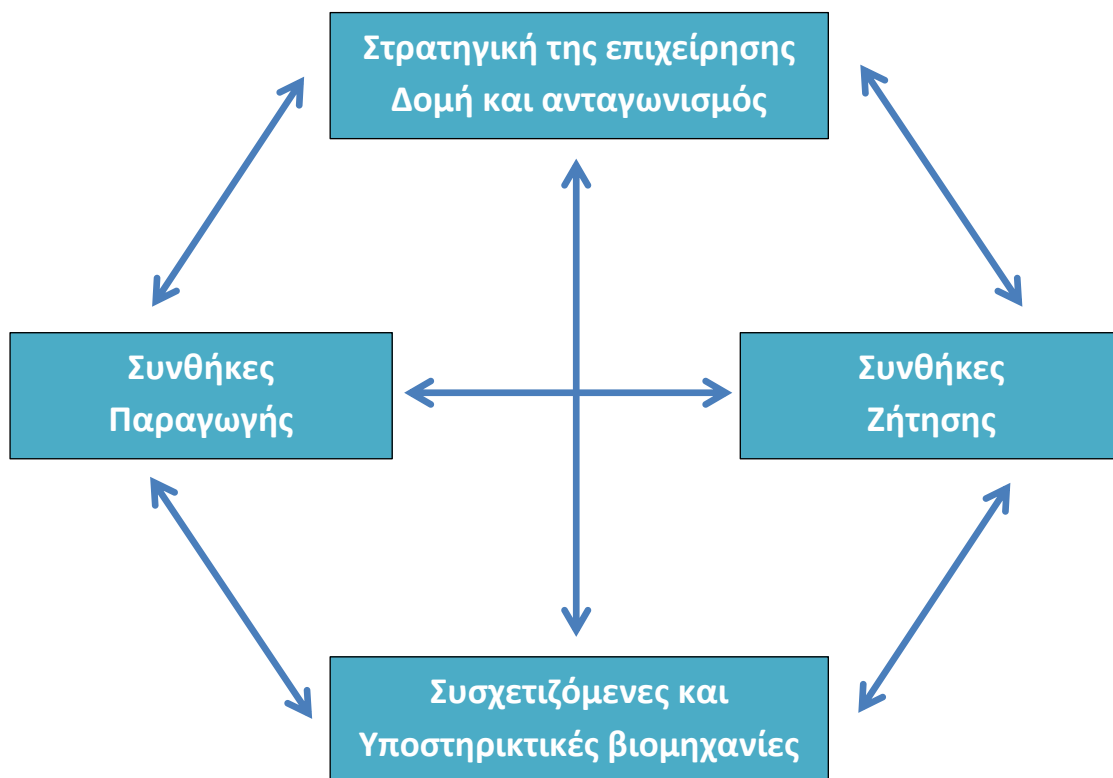 Στρατηγική της επιχείρησης
Δομή και ανταγωνισμός
Συνθήκες
Παραγωγής
Συνθήκες
Ζήτησης
Συσχετιζόμενες και
Υποστηρικτικές βιομηχανίες